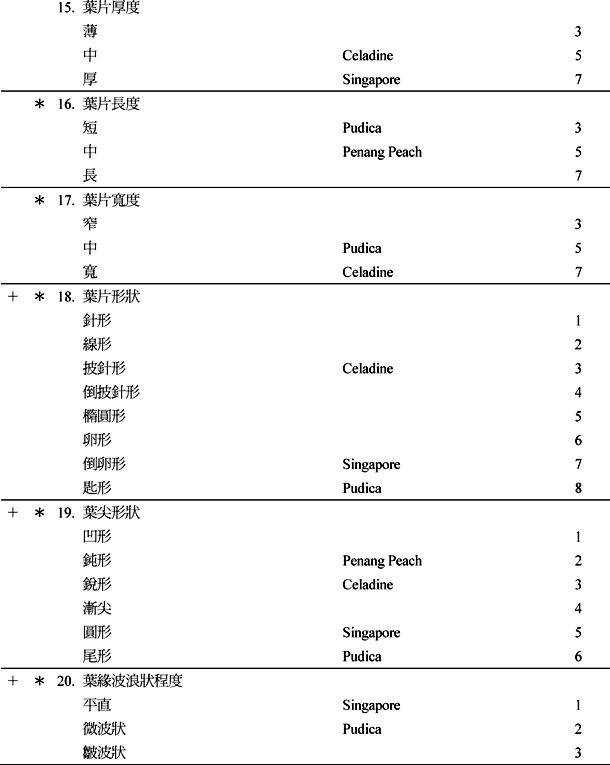 15. 葉片厚度
薄 3
中 Celadine 5
厚 Singapore 7
＊ 16. 葉片長度
短 Pudica 3
中 Penang Peach 5
長 7
＊ 17. 葉片寬度
窄 3
中 Pudica 5
寬 Celadine 7
＋ ＊ 18. 葉片形狀
針形 1
線形 2
披針形 Celadine 3
倒披針形 4
橢圓形 5
卵形 6
倒卵形 Singapore 7
匙形 Pudica 8
＋ ＊ 19. 葉尖形狀
凹形 1
鈍形 Penang Peach 2
銳形 Celadine 3
漸尖 4
圓形 Singapore 5
尾形 Pudica 6
＋ ＊ 20. 葉緣波浪狀程度
平直 Singapore 1
微波狀 Pudica 2
皺波狀 3